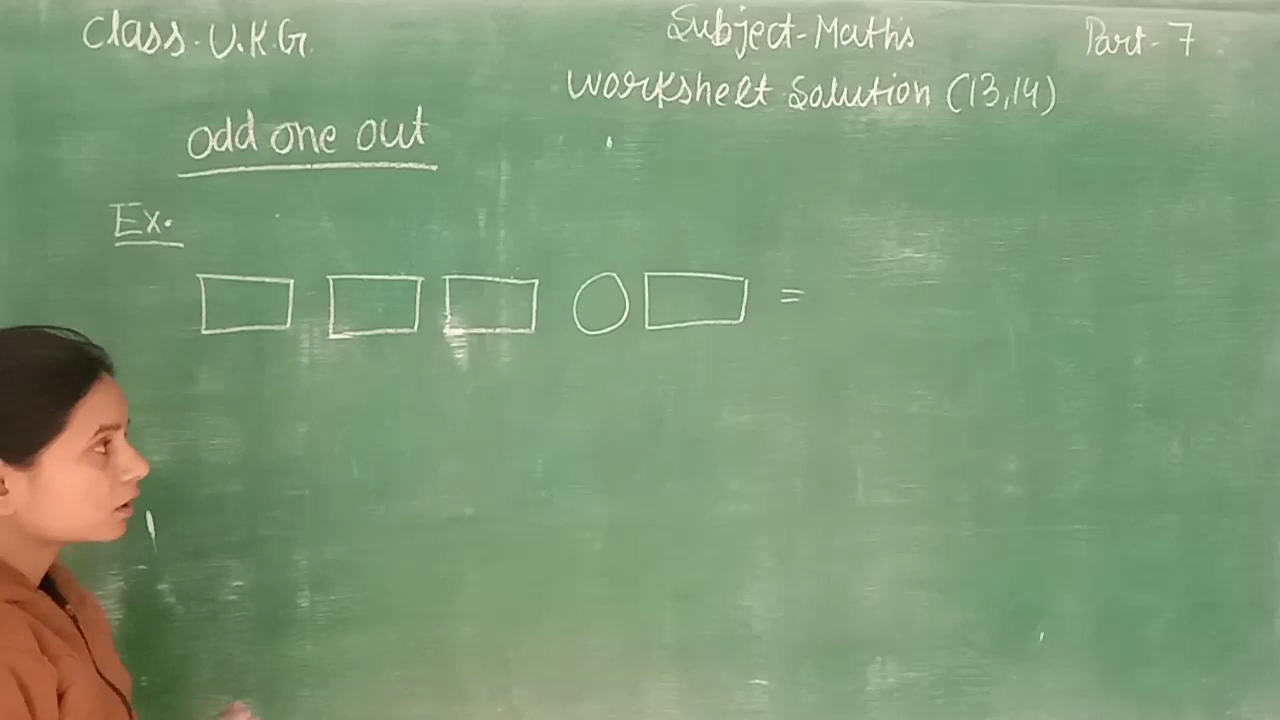 Class-U.K.G. Subject-Maths Part-7
Worksheet Solution (13,14)
odd one out
Ex.
=